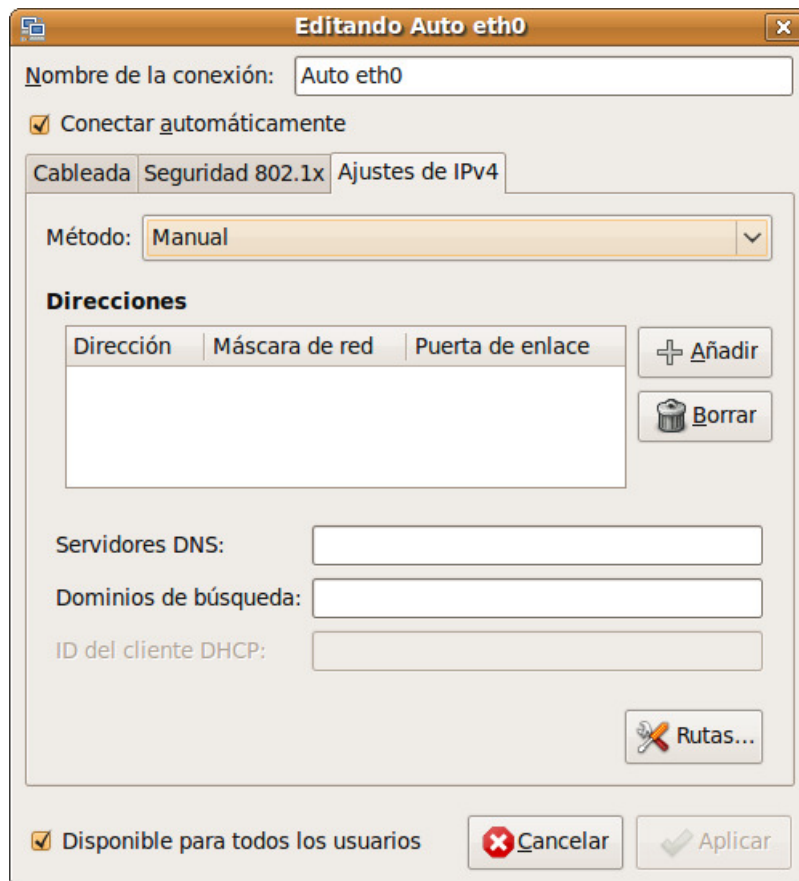 Editando Auto eth0
Nombre de la conexión: Auto eth0
Conectar automáticamente
Cableada Seguridad 802.1x Ajustes de IPv4
Método: Manual
Direcciones
Dirección Máscara de red Puerta de enlace
Añadir
Borrar
Servidores DNS:
Dominios de búsqueda:
ID del cliente DHCP:
Rutas...
Disponible para todos los usuarios Cancelar Aplicar